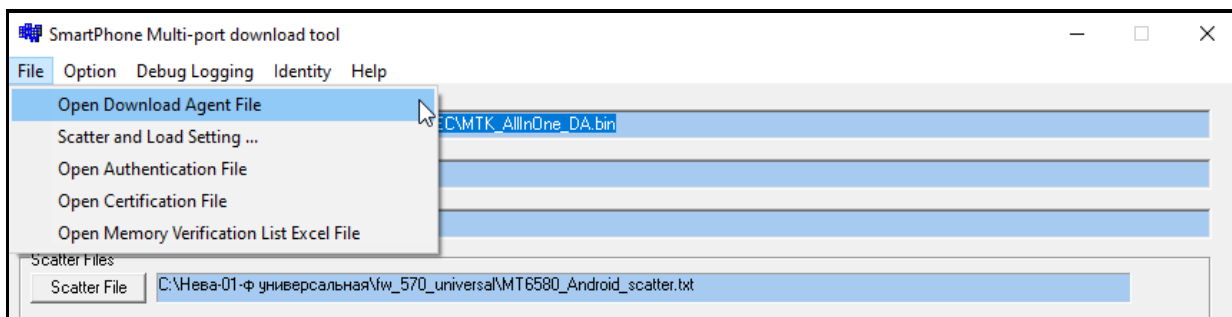 SmartPhone Multi-port download tool
File Option Debug Logging Identity Help
Open Download Agent File
EC\MTK_AllInOne_DA.bin
Scatter and Load Setting ...
Open Authentication File
Open Certification File
Open Memory Verification List Excel File
Scatter Files
Scatter File C:\Нева-01-ф универсальная\fw_570_universal\MT6580_Android_scatter.txt